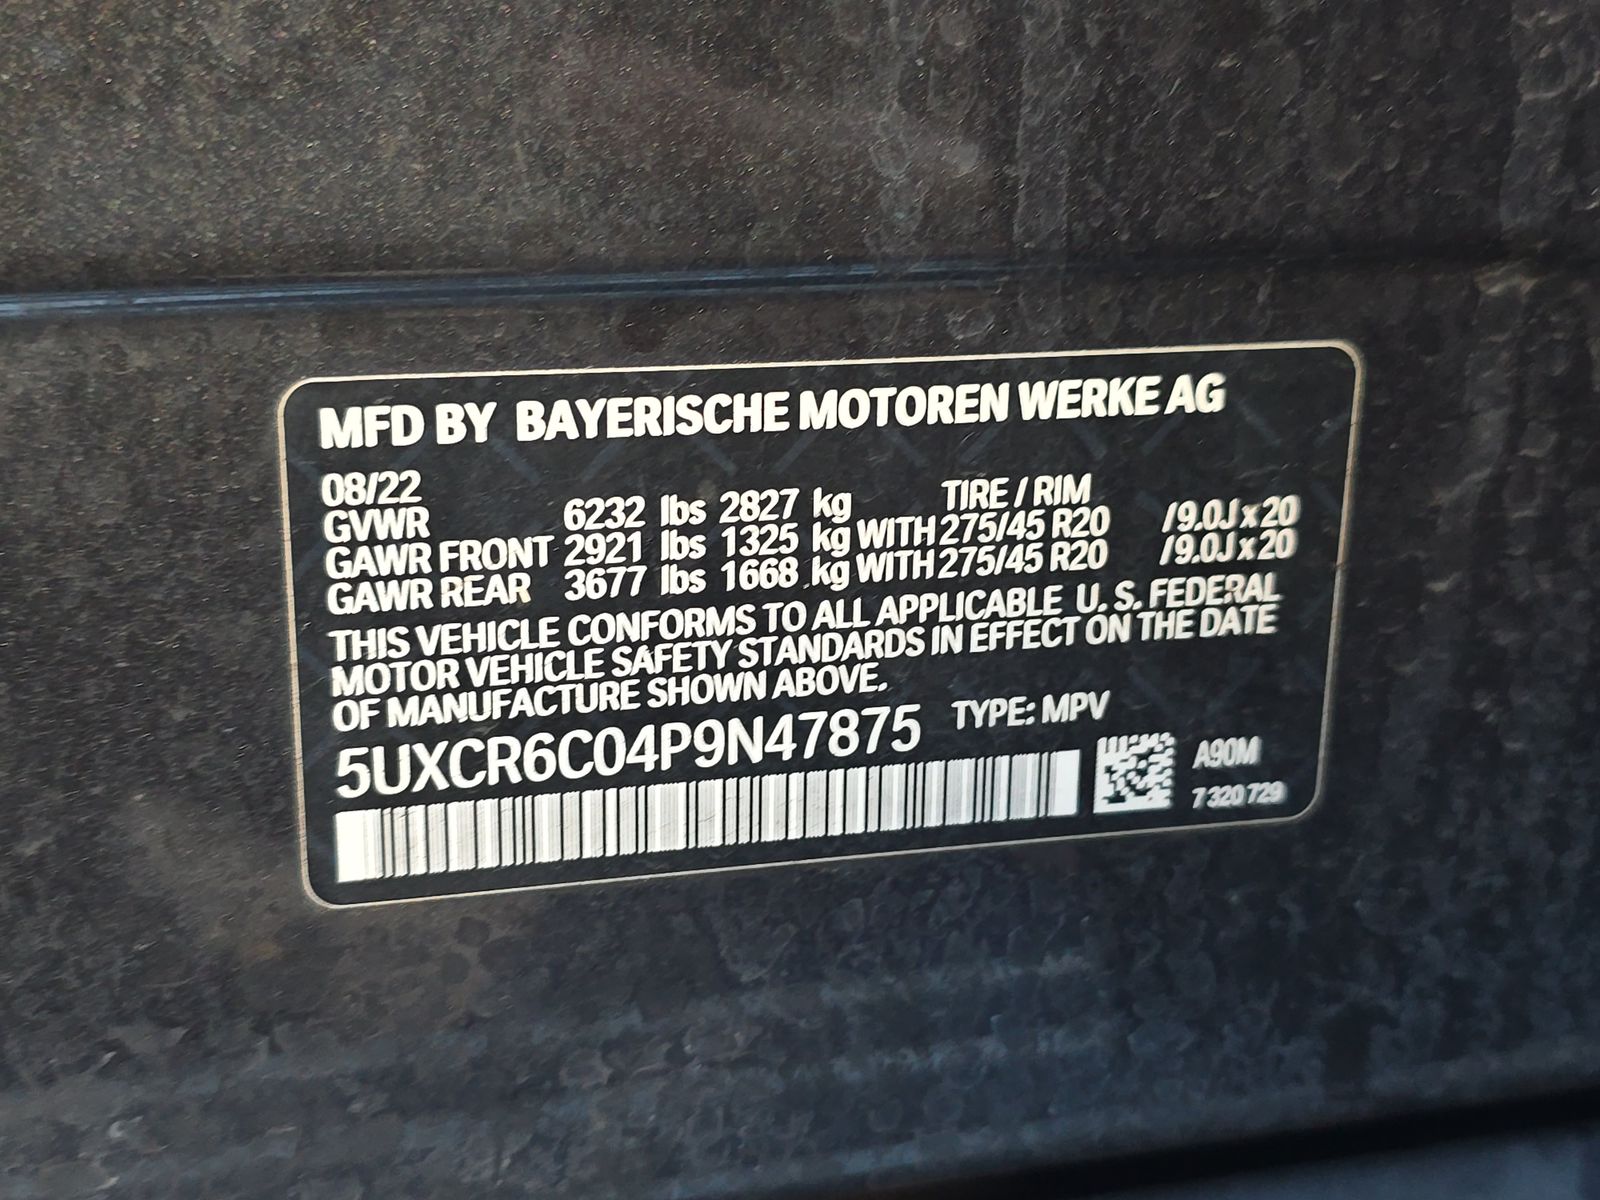 MFD BY BAYERISCHE MOTOREN WERKE AG
08/22
GVWR 6232 lbs 2827 kg TIRE / RIM
GAWR FRONT 2921 lbs 1325 kg WITH 275/45 R20 /9.0J x 20
GAWR REAR 3677 lbs 1668 kg WITH 275/45 R20 /9.0J x 20
THIS VEHICLE CONFORMS TO ALL APPLICABLE U. S. FEDERAL
MOTOR VEHICLE SAFETY STANDARDS IN EFFECT ON THE DATE
OF MANUFACTURE SHOWN ABOVE.
5UXCR6C04P9N47875 TYPE: MPV
A90M
7 320 729